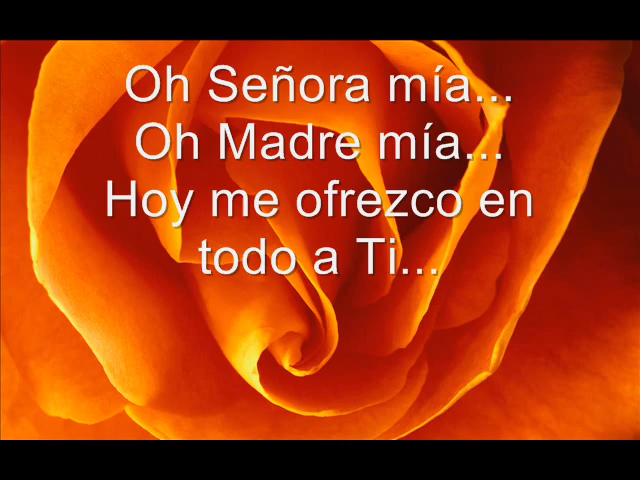 Oh Señora mía...
Oh Madre mía...
Hoy me ofrezco en
todo a Ti...